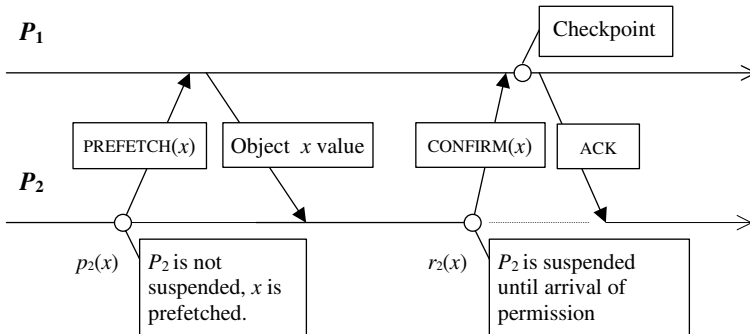 P1
Checkpoint
PREFETCH(x)
Object x value
CONFIRM(x)
ACK
P2
p2(x)
P2 is not
suspended, x is
prefetched.
r2(x)
P2 is suspended
until arrival of
permission